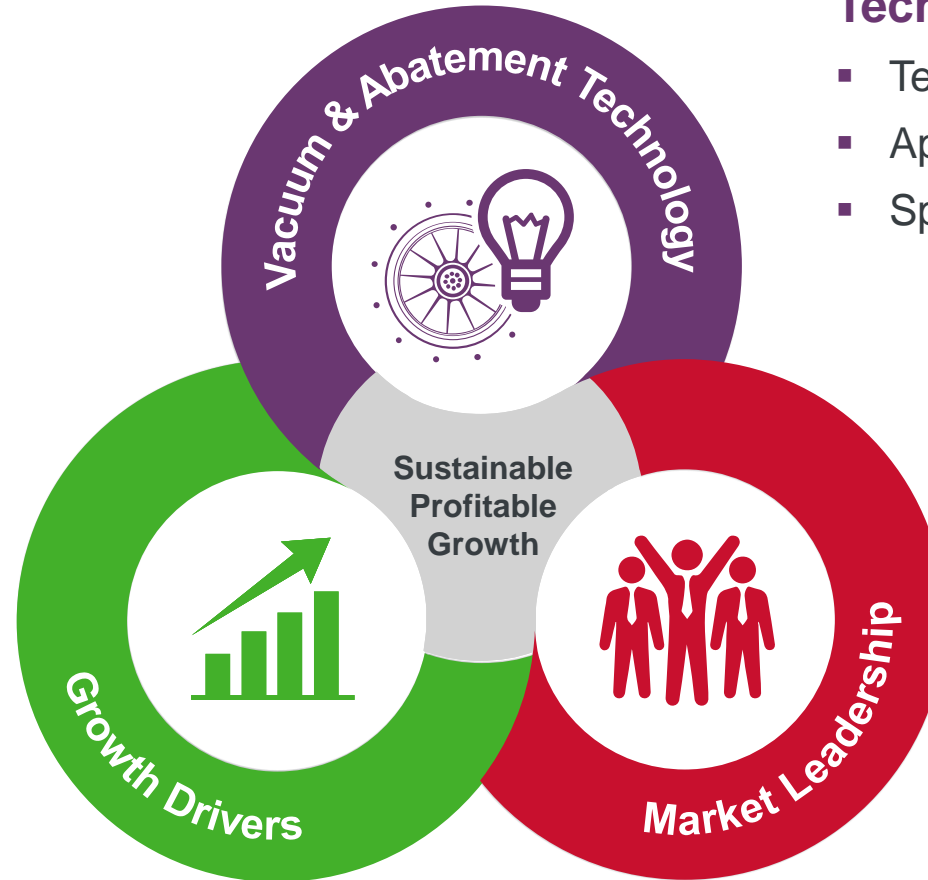 Vacuum & Abatement Technology
Sustainable
Profitable
Growth
Growth Drivers
Market Leadership